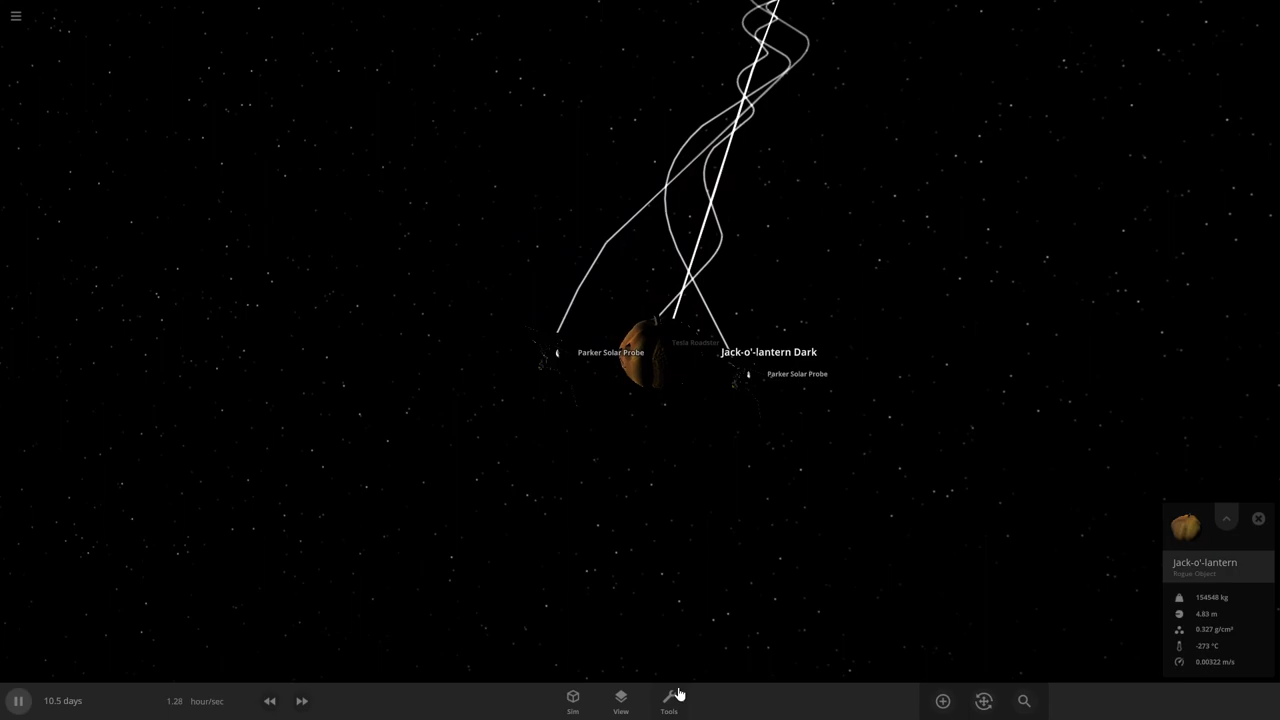 Tesla Roadster
Parker Solar Probe
Jack-o'-lantern Dark
Parker Solar Probe
Jack-o'-lantern
Rogue Object
154548 kg
4.83 m
0.327 g/cm³
-273 °C
0.00322 m/s
10.5 days
1.28 hour/sec
Sim View Tools